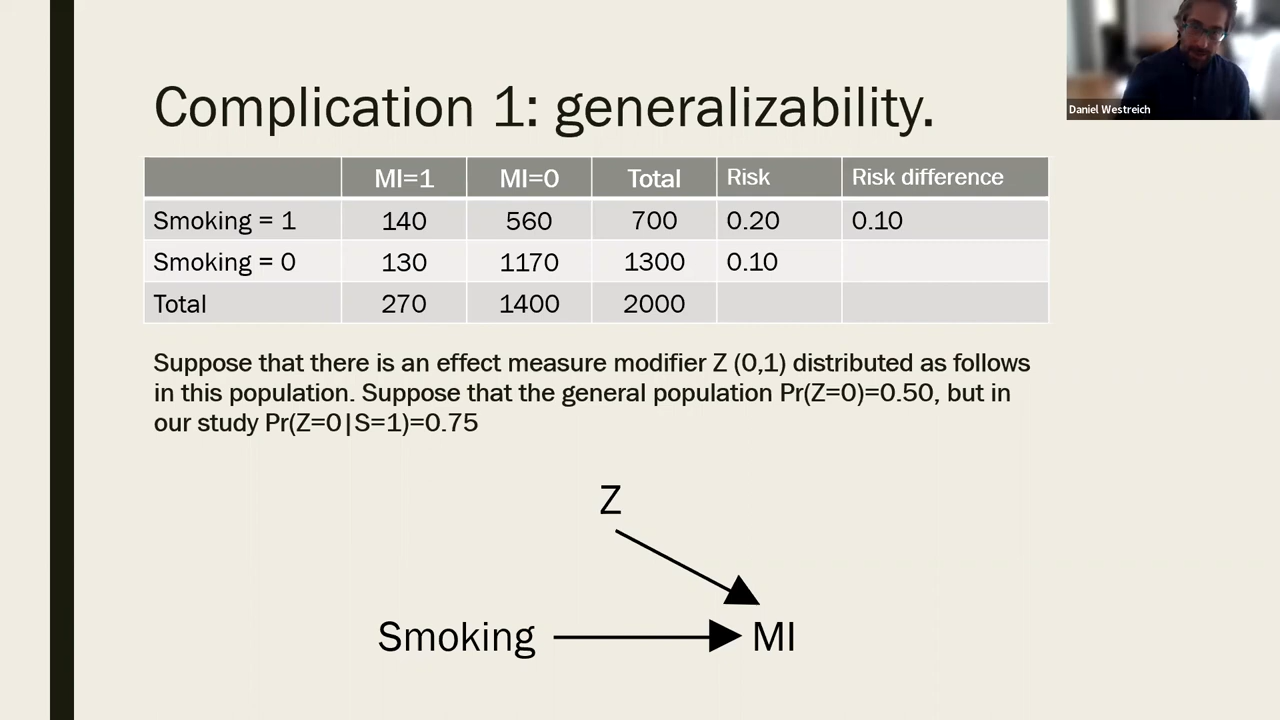 Complication 1: generalizability.
Daniel Westreich
MI=1 MI=0 Total Risk Risk difference
Smoking = 1 140 560 700 0.20 0.10
Smoking = 0 130 1170 1300 0.10
Total 270 1400 2000
Suppose that there is an effect measure modifier Z (0,1) distributed as follows
in this population. Suppose that the general population Pr(Z=0)=0.50, but in
our study Pr(Z=0|S=1)=0.75
Z
Smoking MI